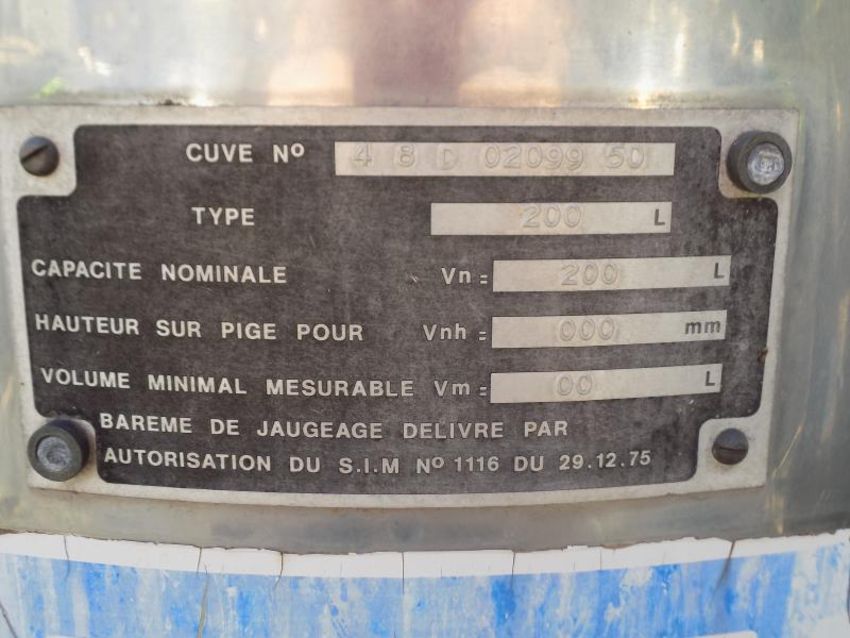 CUVE Nº 4 8 D 02099 50
TYPE 200 L
CAPACITE NOMINALE Vn = 200 L
HAUTEUR SUR PIGE POUR Vnh = 000 mm
VOLUME MINIMAL MESURABLE Vm = 00 L
BAREME DE JAUGEAGE DELIVRE PAR
AUTORISATION DU S.I.M Nº 1116 DU 29.12.75